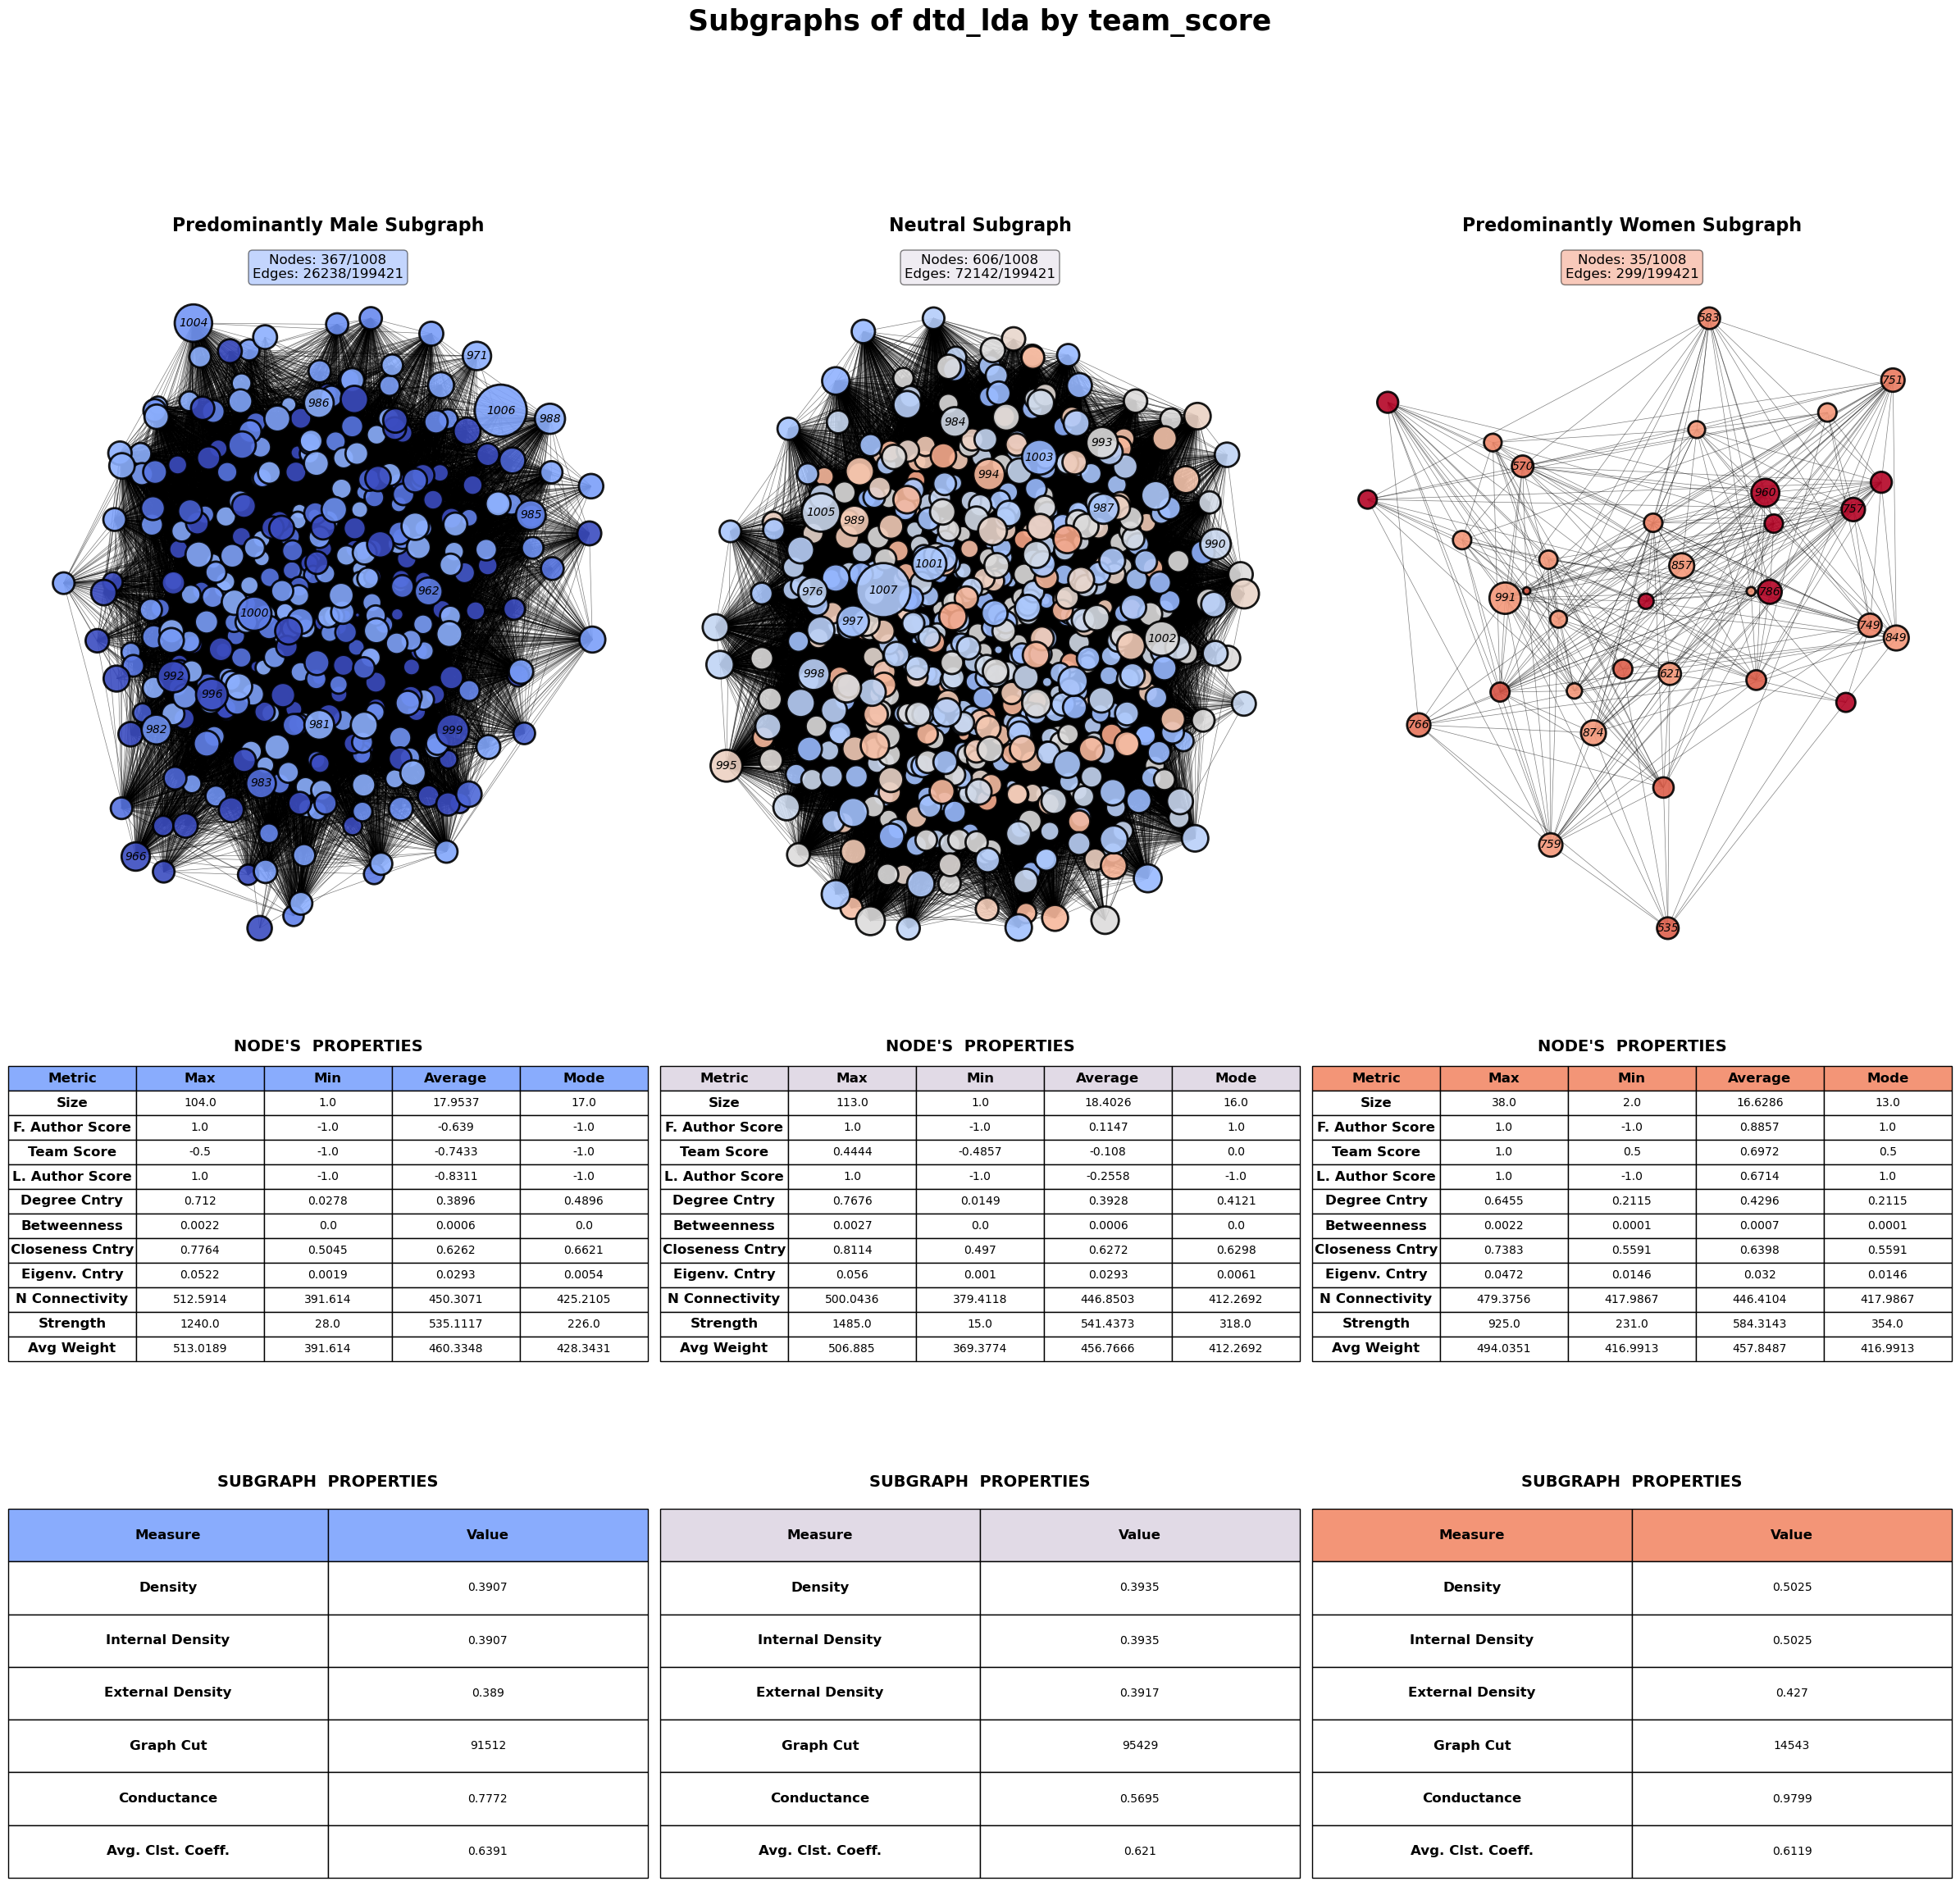 Subgraphs of dtd_lda by team_score
Predominantly Male Subgraph
Nodes: 367/1008
Edges: 26238/199421
1004
971
986
1006
988
985
962
1000
992
996
982
981
999
983
966
Neutral Subgraph
Nodes: 606/1008
Edges: 72142/199421
984
993
1003
994
1005
989
987
990
1001
976
1007
997
1002
998
995
Predominantly Women Subgraph
Nodes: 35/1008
Edges: 299/199421
583
751
570
960
757
857
991
786
749
849
621
766
874
759
535
NODE'S PROPERTIES
Metric Max Min Average Mode
Size 104.0 1.0 17.9537 17.0
F. Author Score 1.0 -1.0 -0.639 -1.0
Team Score -0.5 -1.0 -0.7433 -1.0
L. Author Score 1.0 -1.0 -0.8311 -1.0
Degree Cntry 0.712 0.0278 0.3896 0.4896
Betweenness 0.0022 0.0 0.0006 0.0
Closeness Cntry 0.7764 0.5045 0.6262 0.6621
Eigenv. Cntry 0.0522 0.0019 0.0293 0.0054
N Connectivity 512.5914 391.614 450.3071 425.2105
Strength 1240.0 28.0 535.1117 226.0
Avg Weight 513.0189 391.614 460.3348 428.3431
NODE'S PROPERTIES
Metric Max Min Average Mode
Size 113.0 1.0 18.4026 16.0
F. Author Score 1.0 -1.0 0.1147 1.0
Team Score 0.4444 -0.4857 -0.108 0.0
L. Author Score 1.0 -1.0 -0.2558 -1.0
Degree Cntry 0.7676 0.0149 0.3928 0.4121
Betweenness 0.0027 0.0 0.0006 0.0
Closeness Cntry 0.8114 0.497 0.6272 0.6298
Eigenv. Cntry 0.056 0.001 0.0293 0.0061
N Connectivity 500.0436 379.4118 446.8503 412.2692
Strength 1485.0 15.0 541.4373 318.0
Avg Weight 506.885 369.3774 456.7666 412.2692
NODE'S PROPERTIES
Metric Max Min Average Mode
Size 38.0 2.0 16.6286 13.0
F. Author Score 1.0 -1.0 0.8857 1.0
Team Score 1.0 0.5 0.6972 0.5
L. Author Score 1.0 -1.0 0.6714 1.0
Degree Cntry 0.6455 0.2115 0.4296 0.2115
Betweenness 0.0022 0.0001 0.0007 0.0001
Closeness Cntry 0.7383 0.5591 0.6398 0.5591
Eigenv. Cntry 0.0472 0.0146 0.032 0.0146
N Connectivity 479.3756 417.9867 446.4104 417.9867
Strength 925.0 231.0 584.3143 354.0
Avg Weight 494.0351 416.9913 457.8487 416.9913
SUBGRAPH PROPERTIES
Measure Value
Density 0.3907
Internal Density 0.3907
External Density 0.389
Graph Cut 91512
Conductance 0.7772
Avg. Clst. Coeff. 0.6391
SUBGRAPH PROPERTIES
Measure Value
Density 0.3935
Internal Density 0.3935
External Density 0.3917
Graph Cut 95429
Conductance 0.5695
Avg. Clst. Coeff. 0.621
SUBGRAPH PROPERTIES
Measure Value
Density 0.5025
Internal Density 0.5025
External Density 0.427
Graph Cut 14543
Conductance 0.9799
Avg. Clst. Coeff. 0.6119